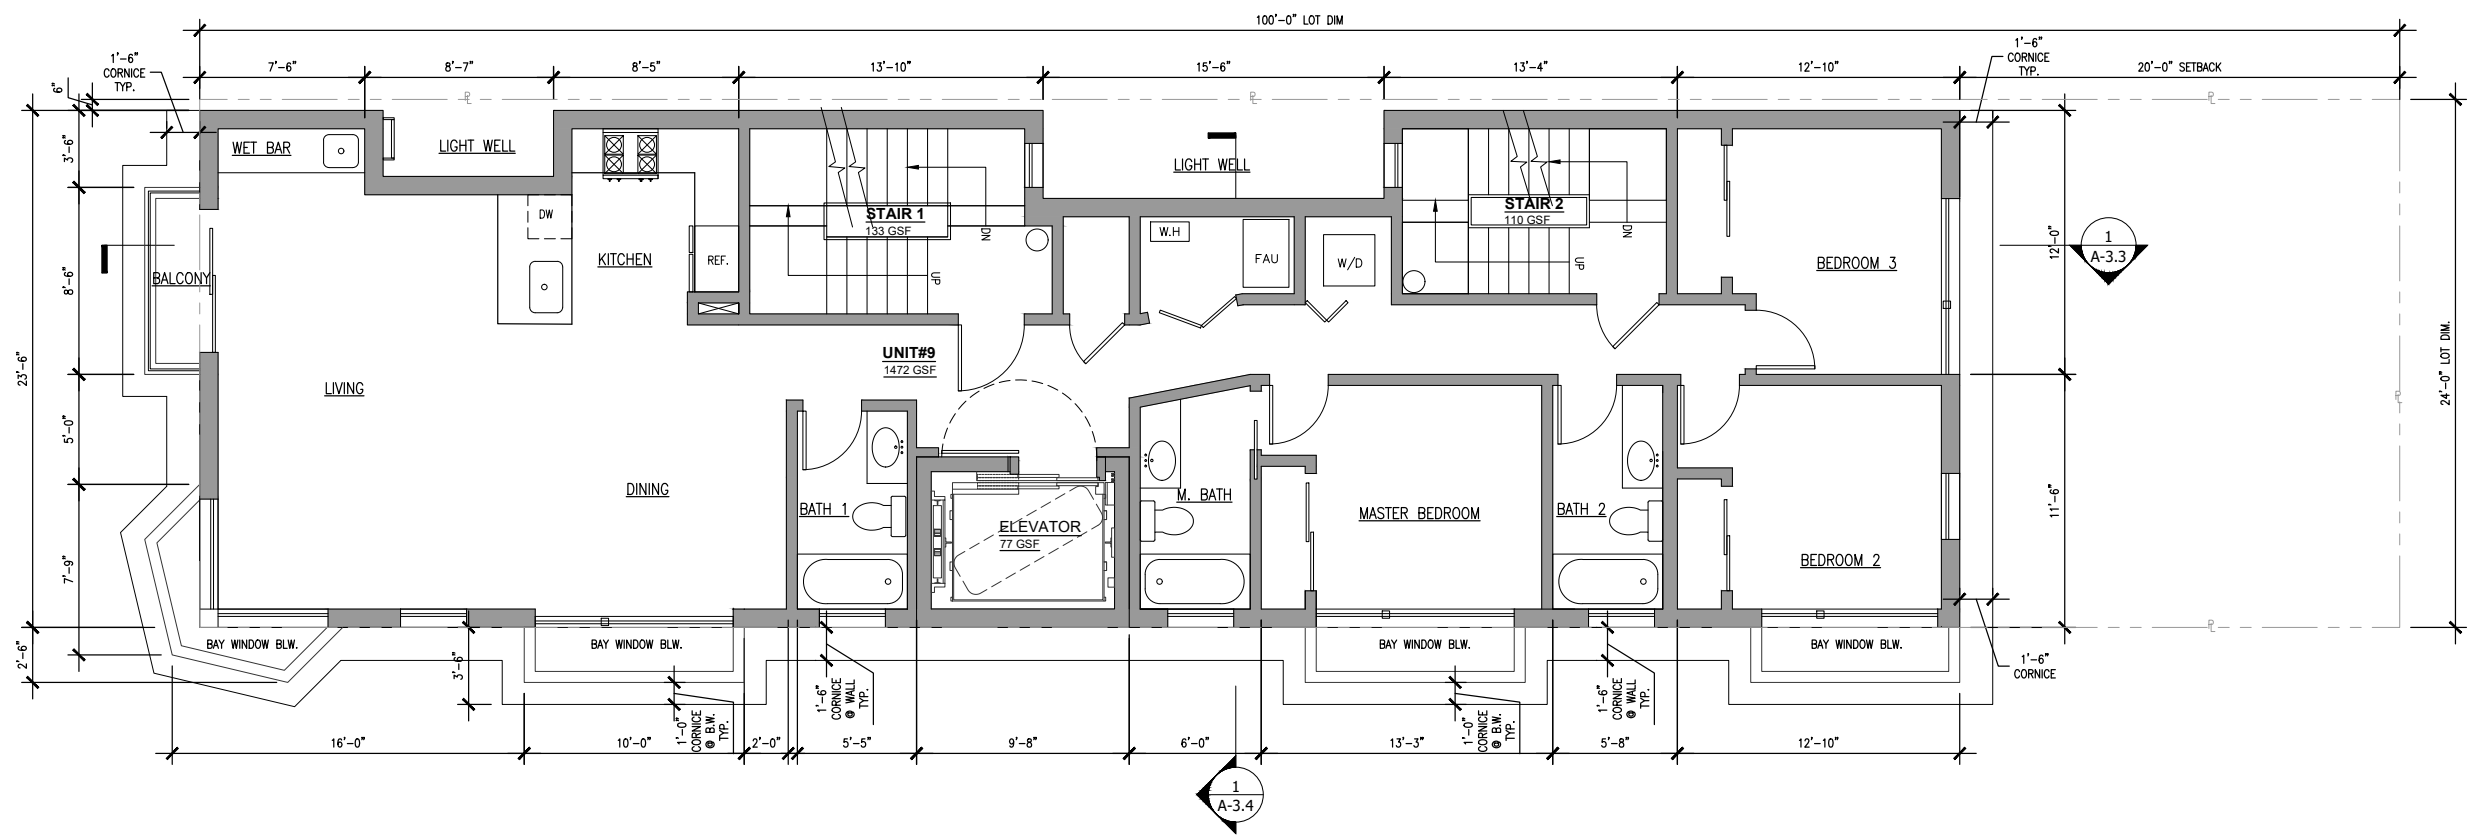 100'-0" LOT DIM
1'-6"
CORNICE
TYP.
7'-6"
8'-7"
8'-5"
13'-10"
15'-6"
13'-4"
12'-10"
1'-6"
CORNICE
TYP.
20'-0" SETBACK
6"
3'-6"
8'-6"
5'-0"
7'-9"
23'-6"
2'-6"
WET BAR
LIGHT WELL
DW
KITCHEN
REF.
STAIR 1
133 GSF
DN
UP
LIGHT WELL
W.H
FAU
W/D
STAIR 2
110 GSF
DN
UP
BEDROOM 3
12'-0"
1
A-3.3
24'-0" LOT DIM.
BALCONY
LIVING
UNIT#9
1472 GSF
DINING
BATH 1
ELEVATOR
77 GSF
M. BATH
MASTER BEDROOM
BATH 2
BEDROOM 2
11'-6"
BAY WINDOW BLW.
BAY WINDOW BLW.
BAY WINDOW BLW.
BAY WINDOW BLW.
1'-6"
CORNICE
3'-6"
1'-0"
CORNICE
@ B.W.
TYP.
1'-6"
CORNICE
@ WALL
TYP.
1'-0"
CORNICE
@ B.W.
TYP.
1'-6"
CORNICE
@ WALL
TYP.
16'-0"
10'-0"
2'-0"
5'-5"
9'-8"
6'-0"
13'-3"
5'-8"
12'-10"
1
A-3.4